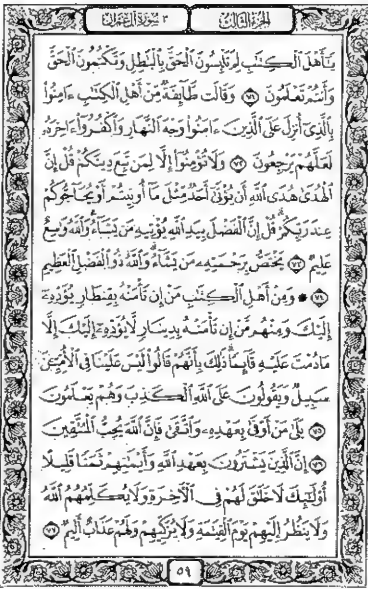 الجزء الثالث
٣ سورة آل عمران
يَٰٓأَهْلَ ٱلْكِتَٰبِ لِمَ تَلْبِسُونَ ٱلْحَقَّ بِٱلْبَٰطِلِ وَتَكْتُمُونَ ٱلْحَقَّ
وَأَنتُمْ تَعْلَمُونَ ٧١ وَقَالَت طَّآئِفَةٌ مِّنْ أَهْلِ ٱلْكِتَٰبِ ءَامِنُوا۟
بِٱلَّذِىٓ أُنزِلَ عَلَى ٱلَّذِينَ ءَامَنُوا۟ وَجْهَ ٱلنَّهَارِ وَٱكْفُرُوٓا۟ ءَاخِرَهُۥ
لَعَلَّهُمْ يَرْجِعُونَ ٧٢ وَلَا تُؤْمِنُوٓا۟ إِلَّا لِمَن تَبِعَ دِينَكُمْ قُلْ إِنَّ
ٱلْهُدَىٰ هُدَى ٱللَّهِ أَن يُؤْتَىٰٓ أَحَدٌ مِّثْلَ مَآ أُوتِيتُمْ أَوْ يُحَآجُّوكُمْ
عِندَ رَبِّكُمْ قُلْ إِنَّ ٱلْفَضْلَ بِيَدِ ٱللَّهِ يُؤْتِيهِ مَن يَشَآءُ وَٱللَّهُ وَٰسِعٌ
عَلِيمٌ ٧٣ يَخْتَصُّ بِرَحْمَتِهِۦ مَن يَشَآءُ وَٱللَّهُ ذُو ٱلْفَضْلِ ٱلْعَظِيمِ
٧٤ ۞ وَمِنْ أَهْلِ ٱلْكِتَٰبِ مَنْ إِن تَأْمَنْهُ بِقِنطَارٍ يُؤَدِّهِۦٓ
إِلَيْكَ وَمِنْهُم مَّنْ إِن تَأْمَنْهُ بِدِينَارٍ لَّا يُؤَدِّهِۦٓ إِلَيْكَ إِلَّا
مَا دُمْتَ عَلَيْهِ قَآئِمًا ذَٰلِكَ بِأَنَّهُمْ قَالُوا۟ لَيْسَ عَلَيْنَا فِى ٱلْأُمِّيِّـۧنَ
سَبِيلٌ وَيَقُولُونَ عَلَى ٱللَّهِ ٱلْكَذِبَ وَهُمْ يَعْلَمُونَ
٧٥ بَلَىٰ مَنْ أَوْفَىٰ بِعَهْدِهِۦ وَٱتَّقَىٰ فَإِنَّ ٱللَّهَ يُحِبُّ ٱلْمُتَّقِينَ
٧٦ إِنَّ ٱلَّذِينَ يَشْتَرُونَ بِعَهْدِ ٱللَّهِ وَأَيْمَٰنِهِمْ ثَمَنًا قَلِيلًا
أُو۟لَٰٓئِكَ لَا خَلَٰقَ لَهُمْ فِى ٱلْءَاخِرَةِ وَلَا يُكَلِّمُهُمُ ٱللَّهُ
وَلَا يَنظُرُ إِلَيْهِمْ يَوْمَ ٱلْقِيَٰمَةِ وَلَا يُزَكِّيهِمْ وَلَهُمْ عَذَابٌ أَلِيمٌ ٧٧
٥٩